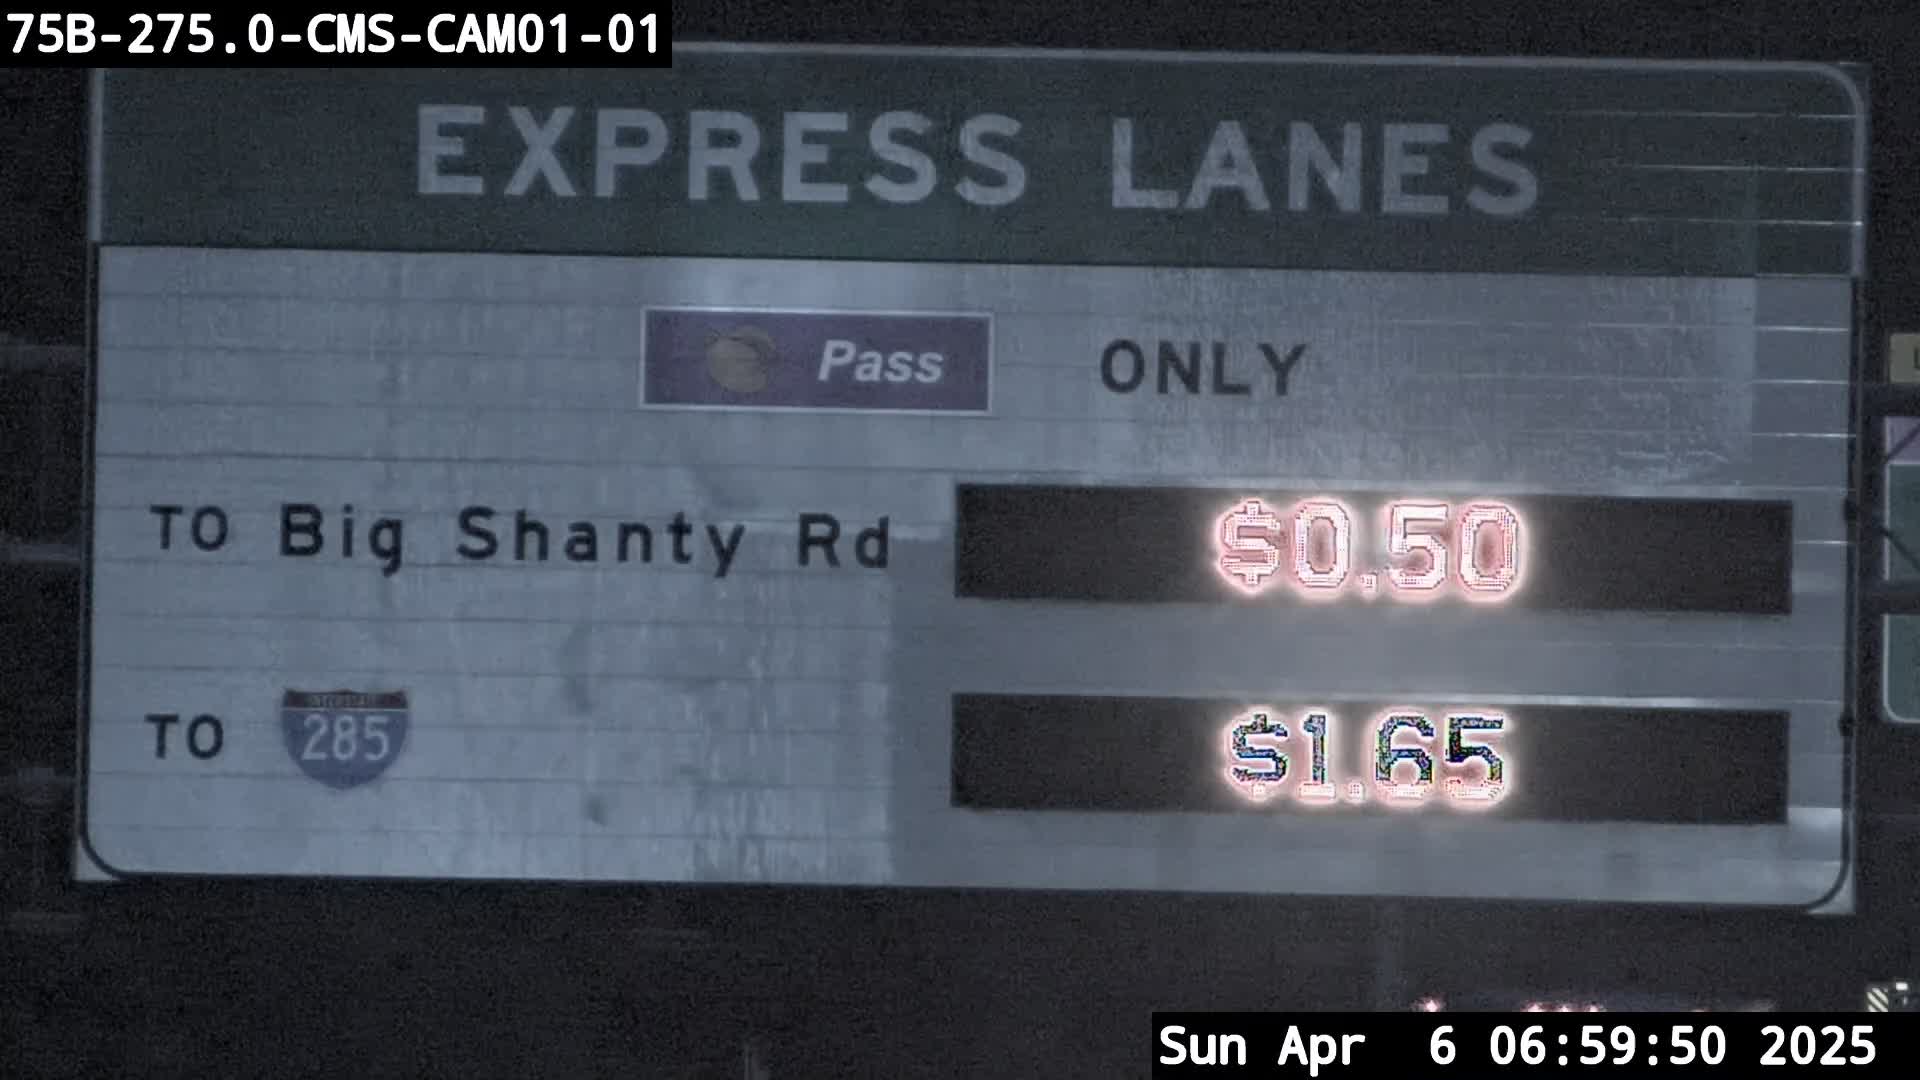 75B-275.0-CMS-CAM01-01
EXPRESS LANES
Pass ONLY
TO Big Shanty Rd $0.50
TO 285 $1.65
Sun Apr 6 06:59:50 2025